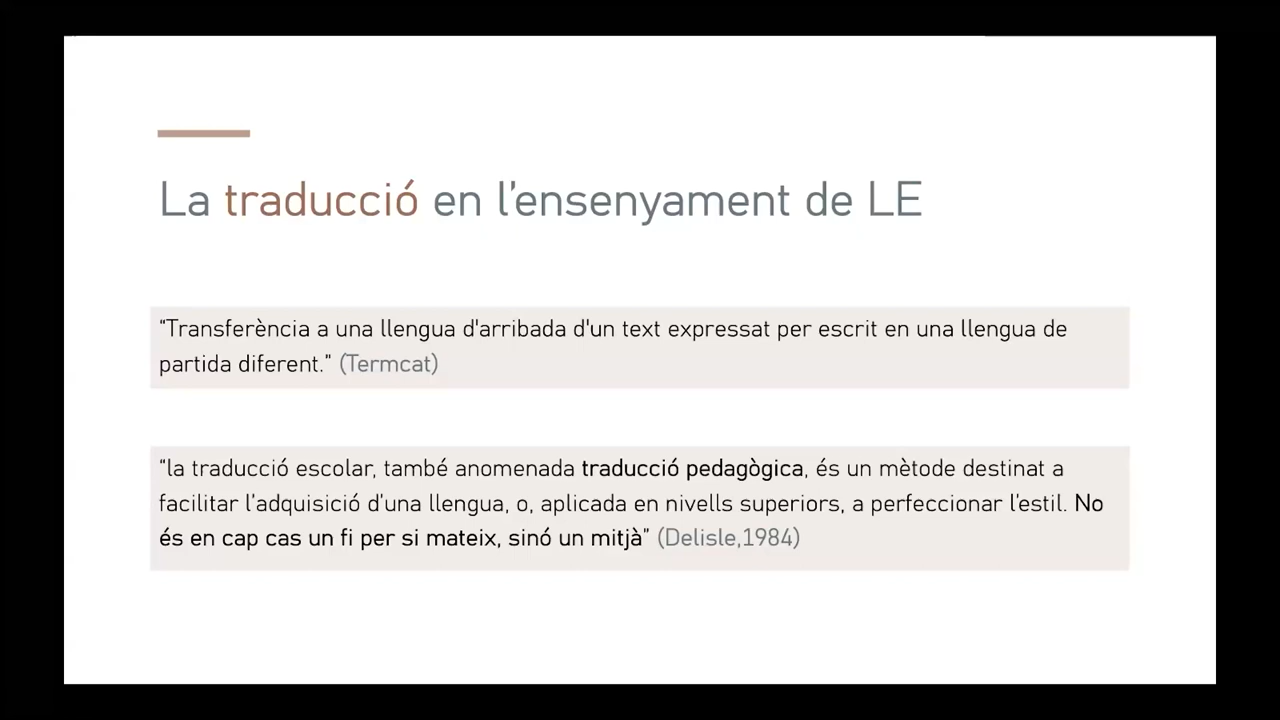 La traducció en l’ensenyament de LE
“Transferència a una llengua d'arribada d'un text expressat per escrit en una llengua de
partida diferent.” (Termcat)
“la traducció escolar, també anomenada traducció pedagògica, és un mètode destinat a
facilitar l’adquisició d’una llengua, o, aplicada en nivells superiors, a perfeccionar l’estil. No
és en cap cas un fi per si mateix, sinó un mitjà” (Delisle,1984)